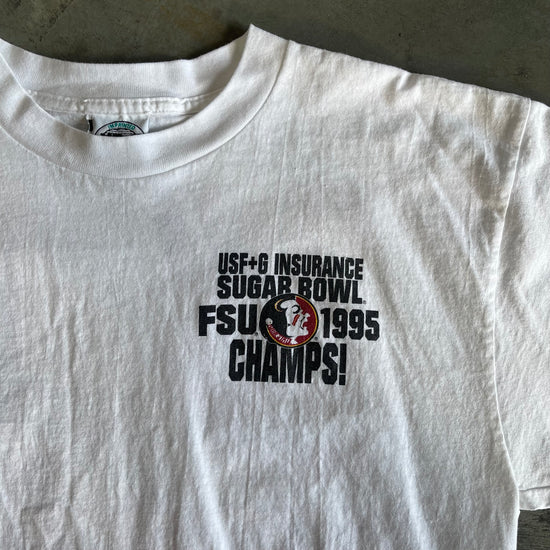 USF+G INSURANCE
SUGAR BOWL®
FSU 1995
CHAMPS!